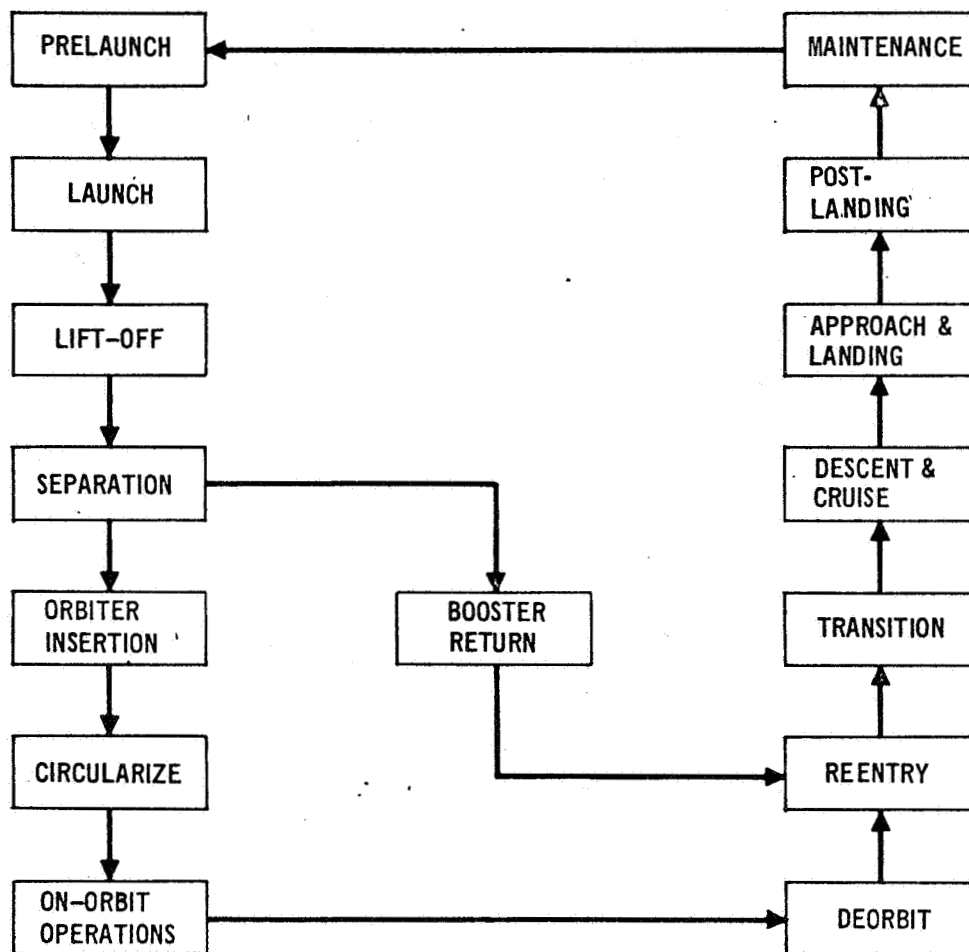 PRELAUNCH
LAUNCH
LIFT-OFF
SEPARATION
ORBITER
INSERTION
CIRCULARIZE
ON-ORBIT
OPERATIONS
BOOSTER
RETURN
MAINTENANCE
POST-
LANDING
APPROACH &
LANDING
DESCENT &
CRUISE
TRANSITION
REENTRY
DEORBIT